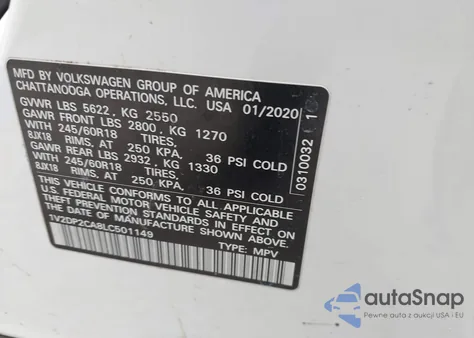 MFD BY VOLKSWAGEN GROUP OF AMERICA
CHATTANOOGA OPERATIONS, LLC. USA 01/2020
GVWR LBS 5622, KG 2550
GAWR FRONT LBS 2800, KG 1270
WITH 245/60R18 TIRES,
8JX18 RIMS, AT 250 KPA, 36 PSI COLD
GAWR REAR LBS 2932, KG 1330
WITH 245/60R18 TIRES,
8JX18 RIMS, AT 250 KPA, 36 PSI COLD
THIS VEHICLE CONFORMS TO ALL APPLICABLE
U.S. FEDERAL MOTOR VEHICLE SAFETY AND
THEFT PREVENTION STANDARDS IN EFFECT ON
DATE OF MANUFACTURE SHOWN ABOVE.
1V2DP2CA8LC501149
TYPE: MPV
0310032
autoSnap
Pewne auta z aukcji USA i EU